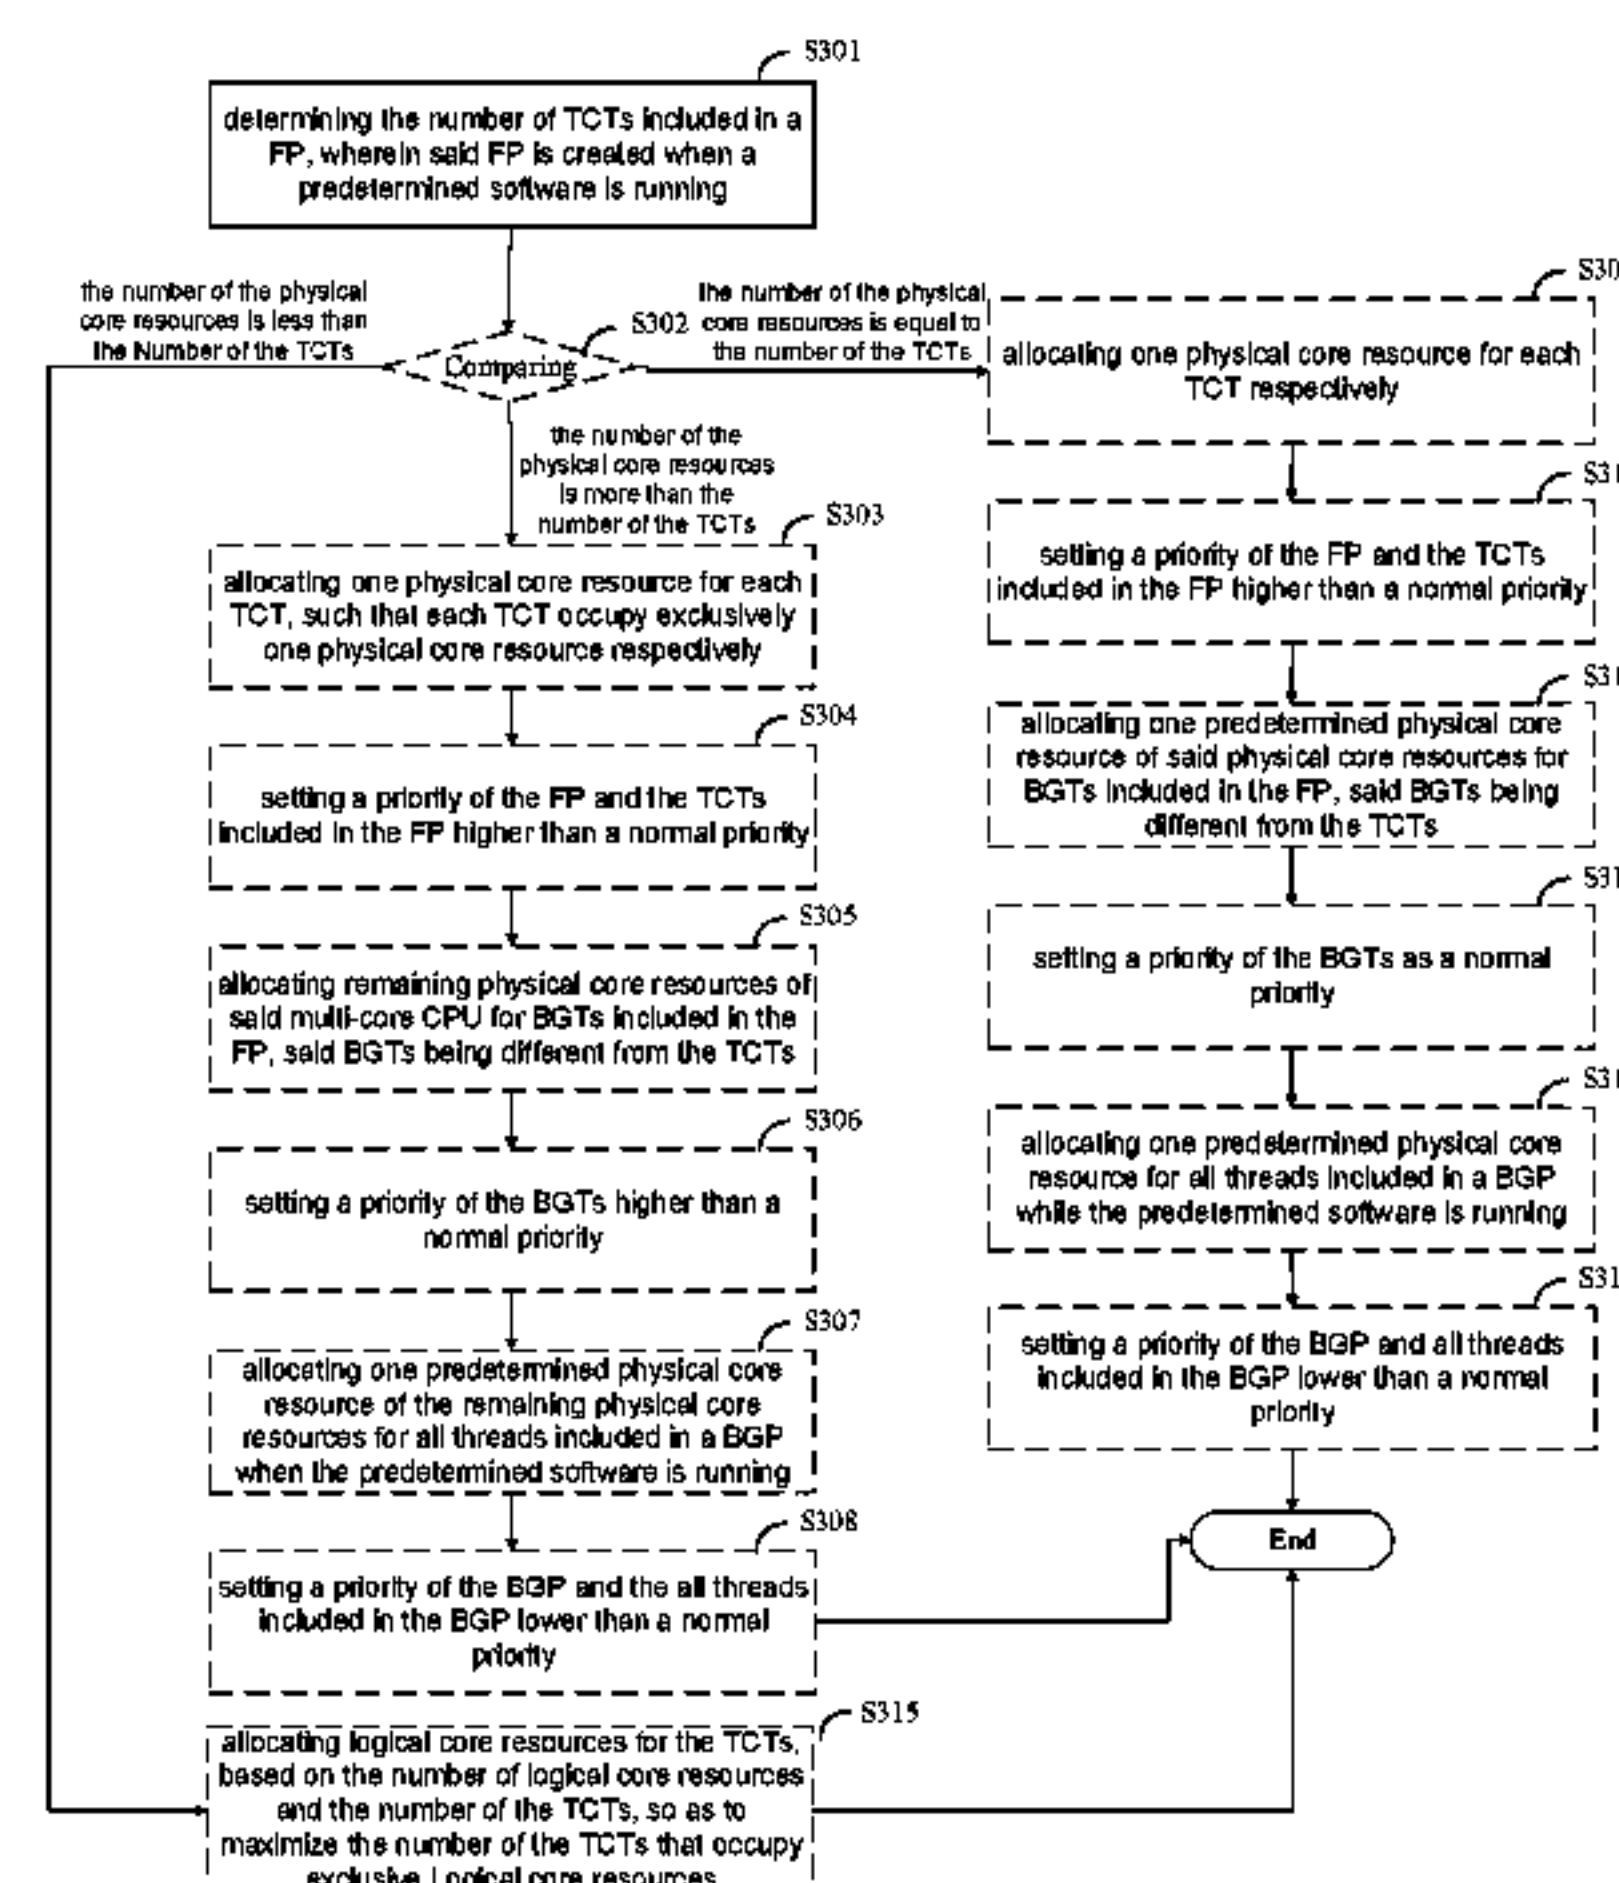 S301
determining the number of TCTs included in a
FP, wherein said FP is created when a
predetermined software is running
the number of the physical
core resources is less than
the Number of the TCTs
S302
Comparing
the number of the physical
core resources is equal to
the number of the TCTs
the number of the
physical core resources
is more than the
number of the TCTs
S303
allocating one physical core resource for each
TCT, such that each TCT occupy exclusively
one physical core resource respectively
S304
setting a priority of the FP and the TCTs
included in the FP higher than a normal priority
S305
allocating remaining physical core resources of
said multi-core CPU for BGTs included in the
FP, said BGTs being different from the TCTs
S306
setting a priority of the BGTs higher than a
normal priority
S307
allocating one predetermined physical core
resource of the remaining physical core
resources for all threads included in a BGP
when the predetermined software is running
S308
setting a priority of the BGP and the all threads
included in the BGP lower than a normal
priority
S315
allocating logical core resources for the TCTs,
based on the number of logical core resources
and the number of the TCTs, so as to
maximize the number of the TCTs that occupy
exclusive Logical core resources
S30
allocating one physical core resource for each
TCT respectively
S31
setting a priority of the FP and the TCTs
included in the FP higher than a normal priority
S31
allocating one predetermined physical core
resource of said physical core resources for
BGTs included in the FP, said BGTs being
different from the TCTs
S31
setting a priority of the BGTs as a normal
priority
S31
allocating one predetermined physical core
resource for all threads included in a BGP
while the predetermined software is running
S31
setting a priority of the BGP and all threads
included in the BGP lower than a normal
priority
End